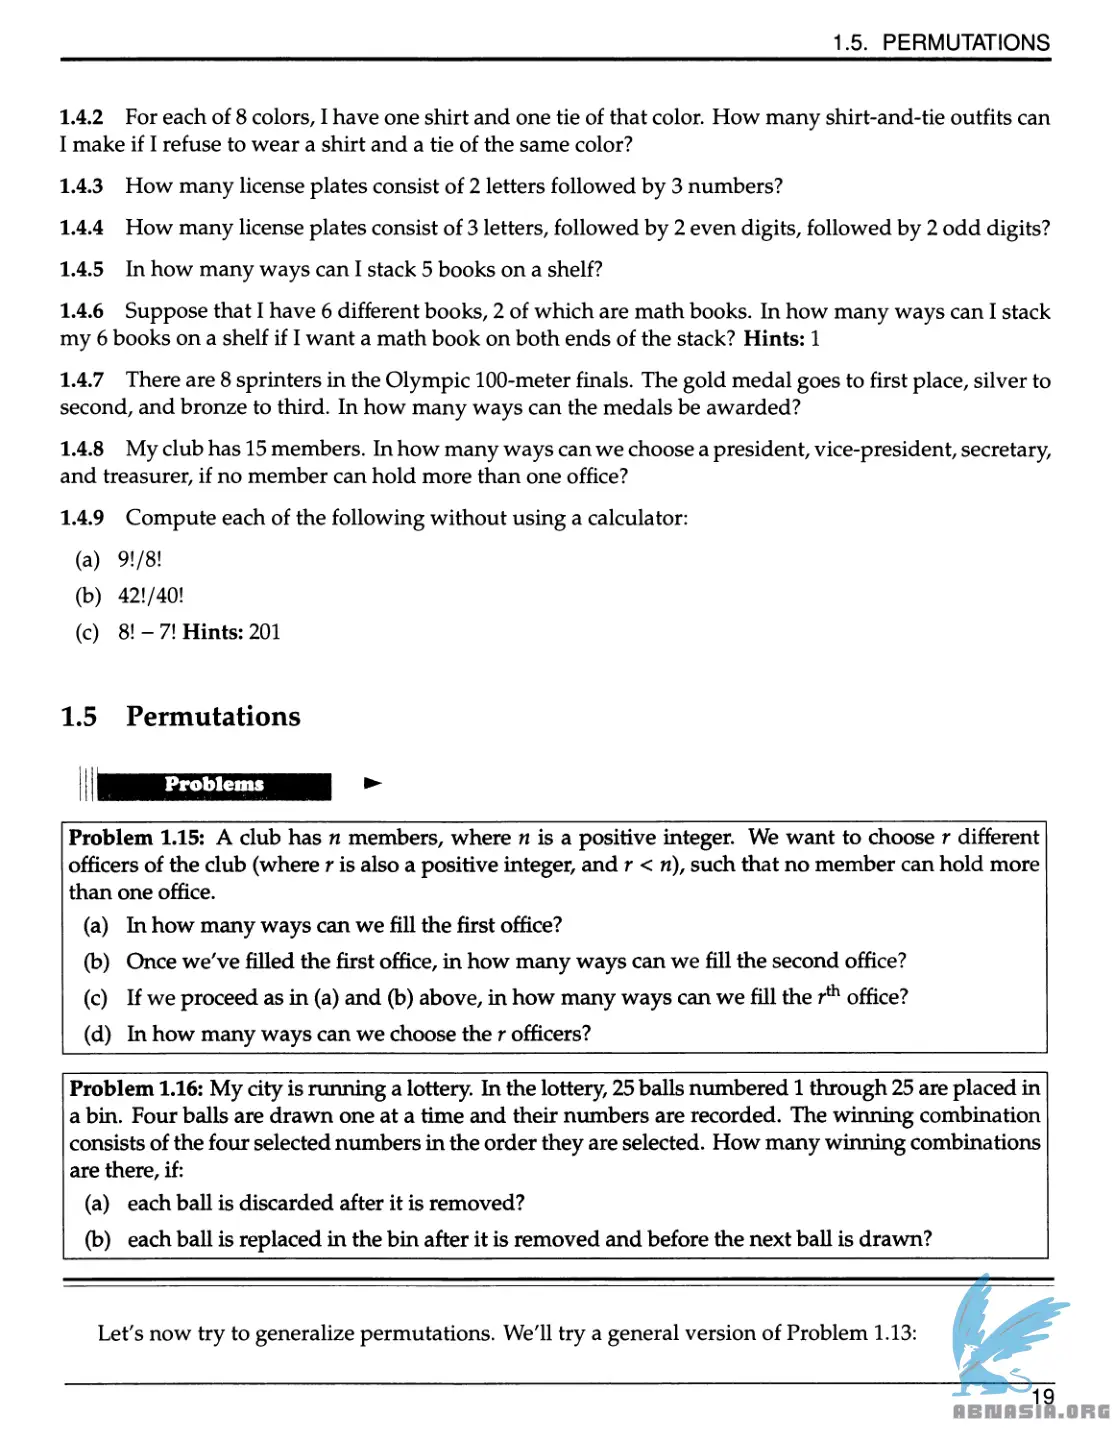 1.5. PERMUTATIONS
1.4.2 For each of 8 colors, I have one shirt and one tie of that color. How many shirt-and-tie outfits can
I make if I refuse to wear a shirt and a tie of the same color?
1.4.3 How many license plates consist of 2 letters followed by 3 numbers?
1.4.4 How many license plates consist of 3 letters, followed by 2 even digits, followed by 2 odd digits?
1.4.5 In how many ways can I stack 5 books on a shelf?
1.4.6 Suppose that I have 6 different books, 2 of which are math books. In how many ways can I stack
my 6 books on a shelf if I want a math book on both ends of the stack? Hints: 1
1.4.7 There are 8 sprinters in the Olympic 100-meter finals. The gold medal goes to first place, silver to
second, and bronze to third. In how many ways can the medals be awarded?
1.4.8 My club has 15 members. In how many ways can we choose a president, vice-president, secretary,
and treasurer, if no member can hold more than one office?
1.4.9 Compute each of the following without using a calculator:
(a) 9!/8!
(b) 42!/40!
(c) 8! – 7! Hints: 201
1.5 Permutations
Problems
Problem 1.15: A club has n members, where n is a positive integer. We want to choose r different
officers of the club (where r is also a positive integer, and r < n), such that no member can hold more
than one office.
(a) In how many ways can we fill the first office?
(b) Once we've filled the first office, in how many ways can we fill the second office?
(c) If we proceed as in (a) and (b) above, in how many ways can we fill the rth office?
(d) In how many ways can we choose the r officers?
Problem 1.16: My city is running a lottery. In the lottery, 25 balls numbered 1 through 25 are placed in
a bin. Four balls are drawn one at a time and their numbers are recorded. The winning combination
consists of the four selected numbers in the order they are selected. How many winning combinations
are there, if:
(a) each ball is discarded after it is removed?
(b) each ball is replaced in the bin after it is removed and before the next ball is drawn?
Let's now try to generalize permutations. We'll try a general version of Problem 1.13:
19
ABNASIA.ORG